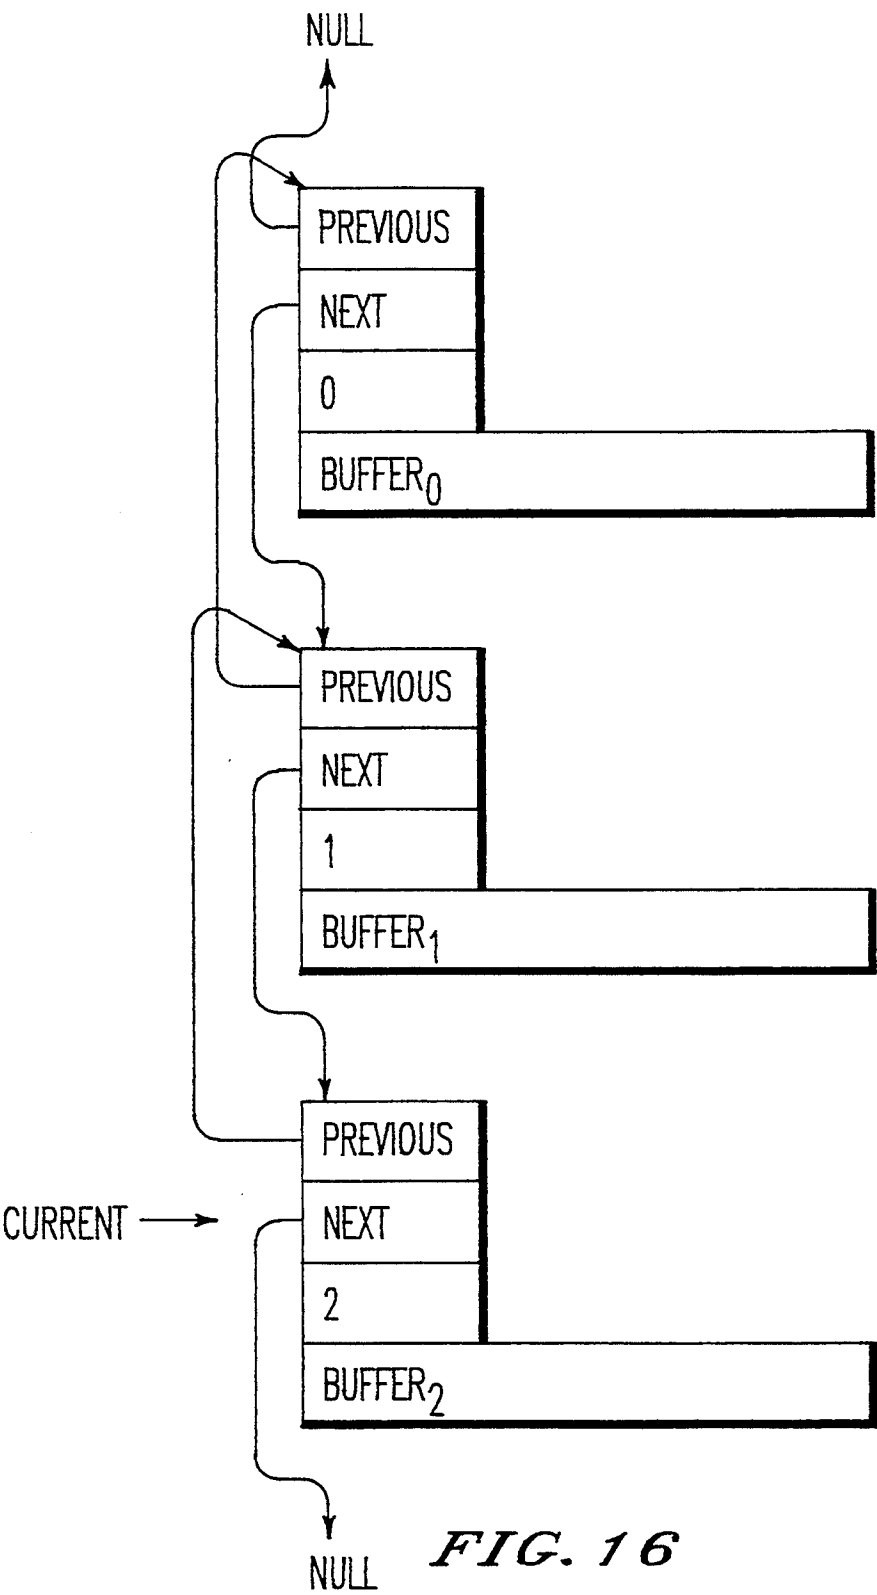 NULL
PREVIOUS
NEXT
0
BUFFER0
PREVIOUS
NEXT
1
BUFFER1
PREVIOUS
CURRENT
NEXT
2
BUFFER2
NULL
FIG. 16